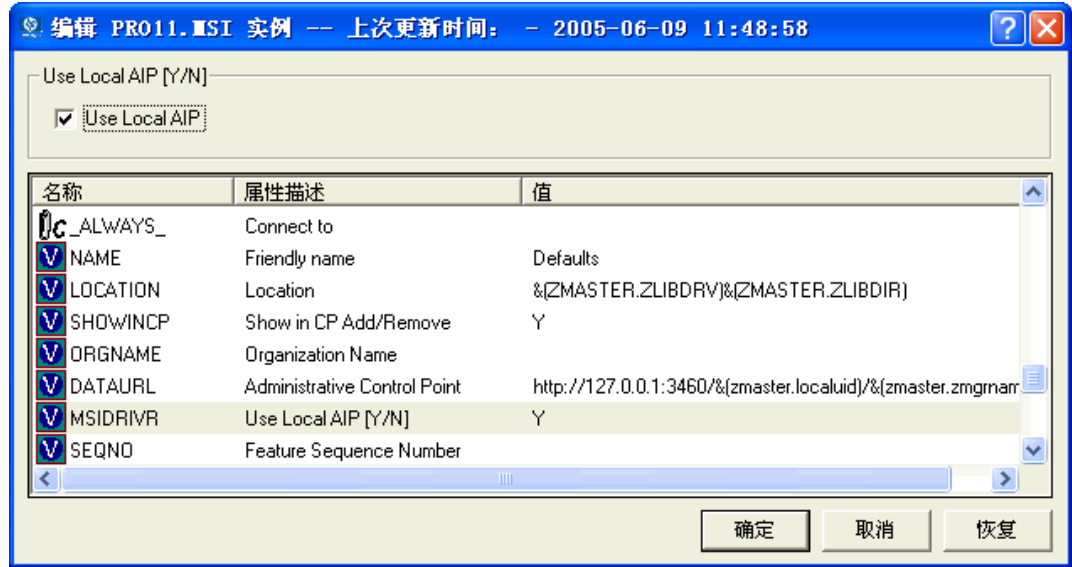 编辑 PRO11.MSI 实例 -- 上次更新时间： - 2005-06-09 11:48:58
Use Local AIP [Y/N]
Use Local AIP
名称 属性描述 值
_ALWAYS_ Connect to
V NAME Friendly name Defaults
V LOCATION Location &(ZMASTER.ZLIBDRV)&(ZMASTER.ZLIBDIR)
V SHOWINCP Show in CP Add/Remove Y
V ORGNAME Organization Name
V DATAURL Administrative Control Point http://127.0.0.1:3460/&(zmaster.localuid)/&(zmaster.zmgrnam
V MSIDRIVR Use Local AIP [Y/N] Y
V SEQNO Feature Sequence Number
确定 取消 恢复